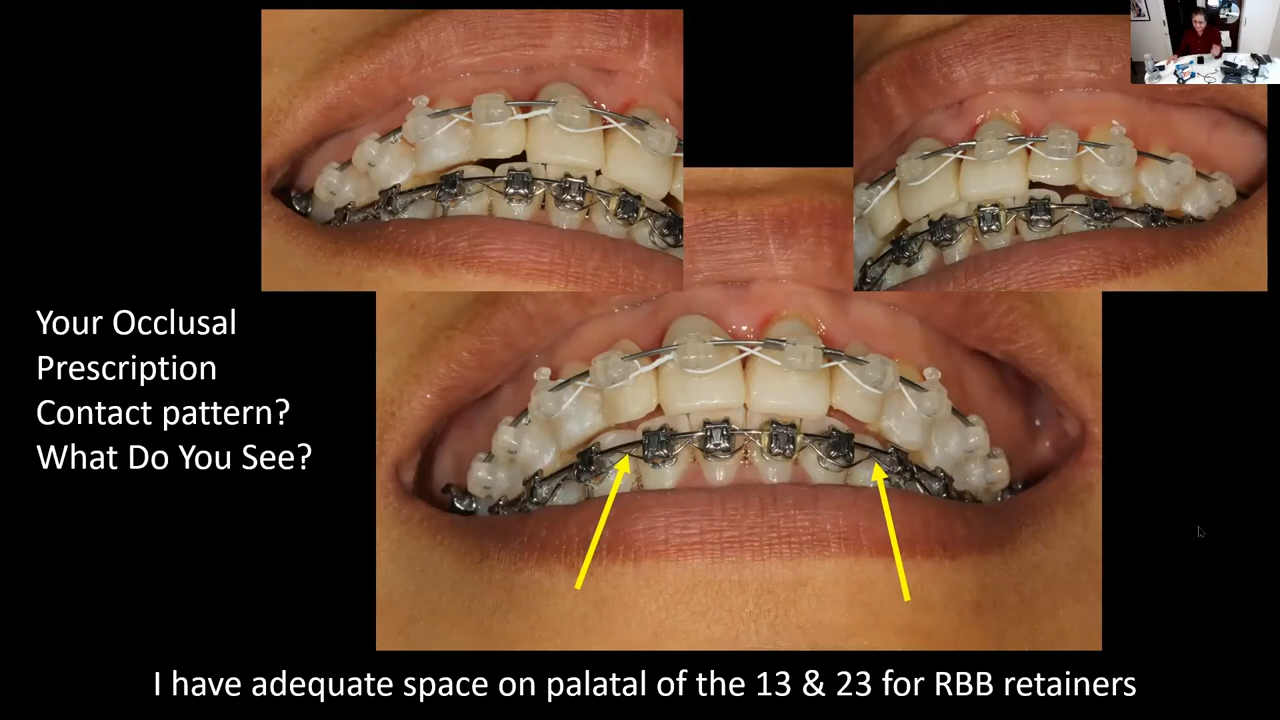 Your Occlusal
Prescription
Contact pattern?
What Do You See?
I have adequate space on palatal of the 13 & 23 for RBB retainers